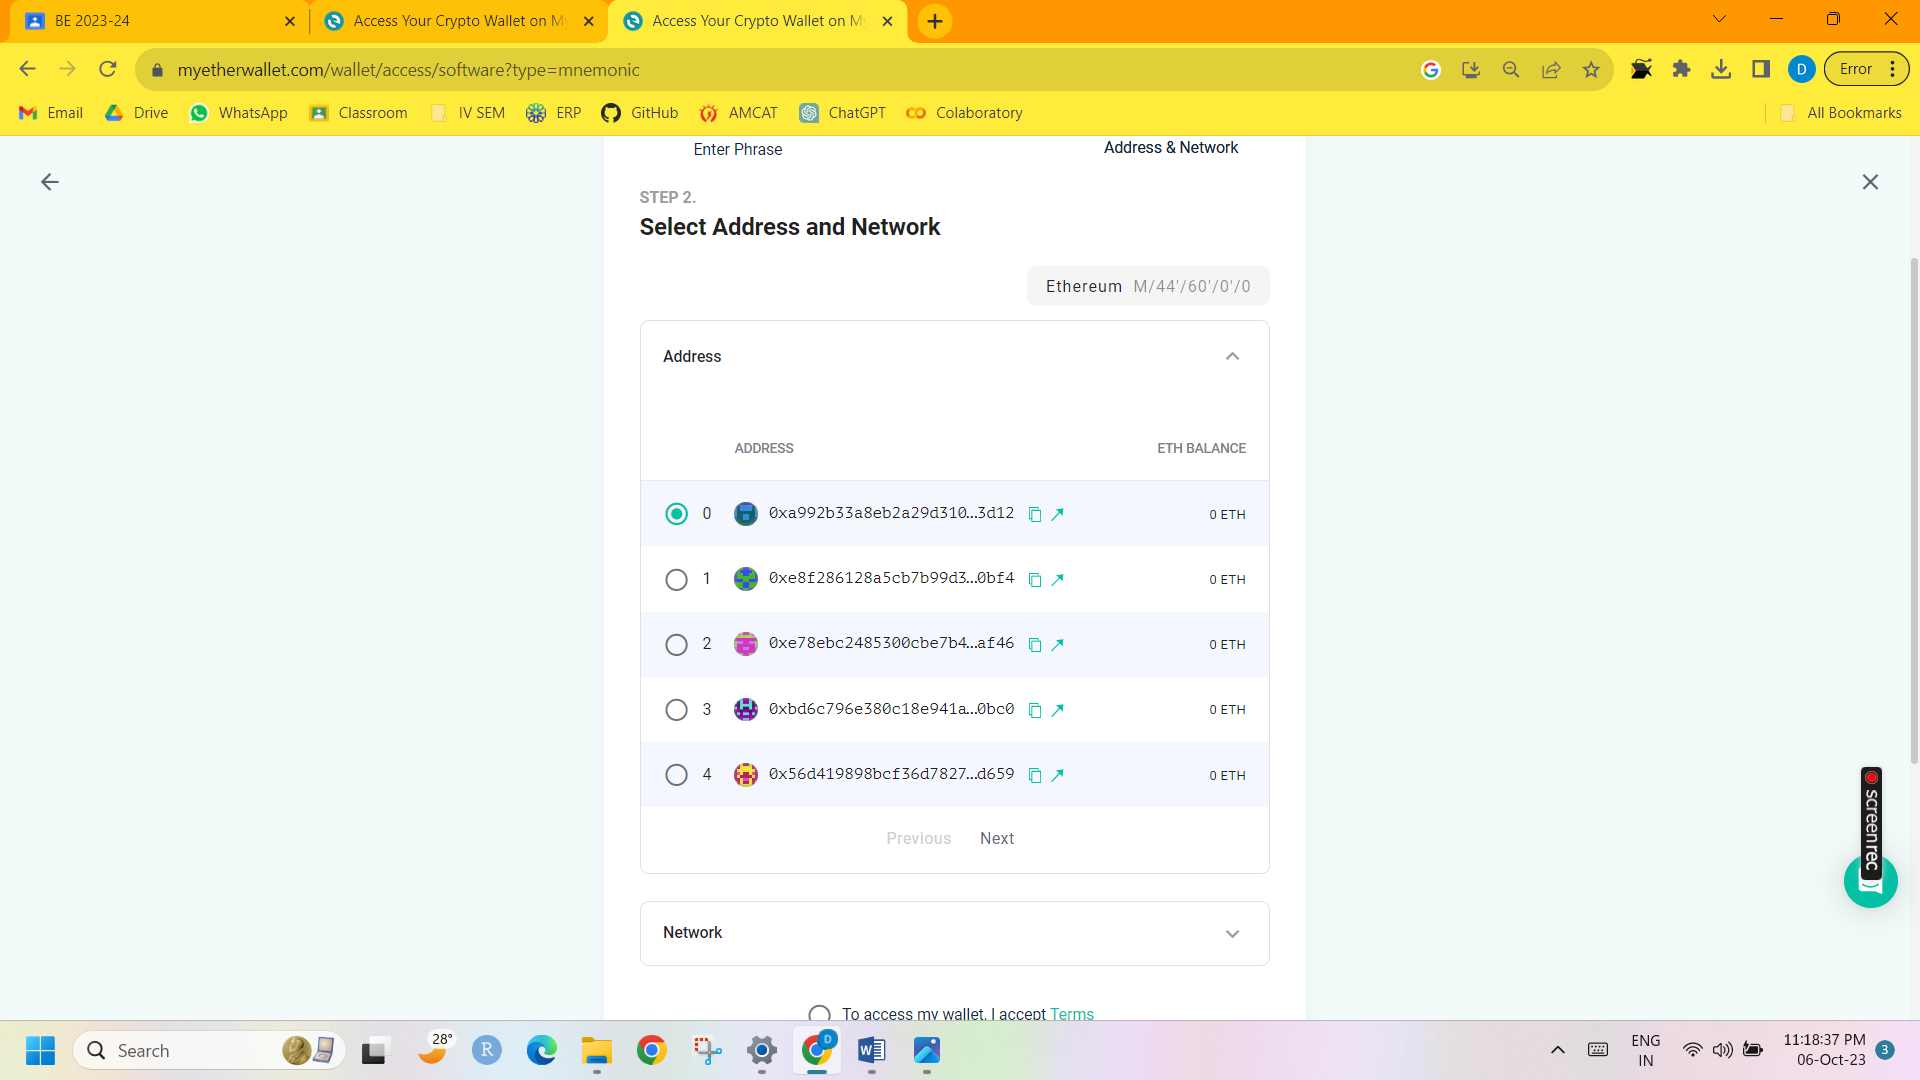 BE 2023-24
Access Your Crypto Wallet on M
Access Your Crypto Wallet on M
myetherwallet.com/wallet/access/software?type=mnemonic
G
D
Error
Email
Drive
WhatsApp
Classroom
IV SEM
ERP
GitHub
AMCAT
ChatGPT
Colaboratory
All Bookmarks
Enter Phrase
Address & Network
STEP 2.
Select Address and Network
Ethereum M/44'/60'/0'/0
Address
ADDRESS ETH BALANCE
0 0xa992b33a8eb2a29d310...3d12 0 ETH
1 0xe8f286128a5cb7b99d3...0bf4 0 ETH
2 0xe78ebc2485300cbe7b4...af46 0 ETH
3 0xbd6c796e380c18e941a...0bc0 0 ETH
4 0x56d419898bcf36d7827...d659 0 ETH
Previous Next
Network
To access my wallet, I accept Terms
screenrec
Search
28°
R
D
W
ENG
IN
11:18:37 PM
06-Oct-23
3